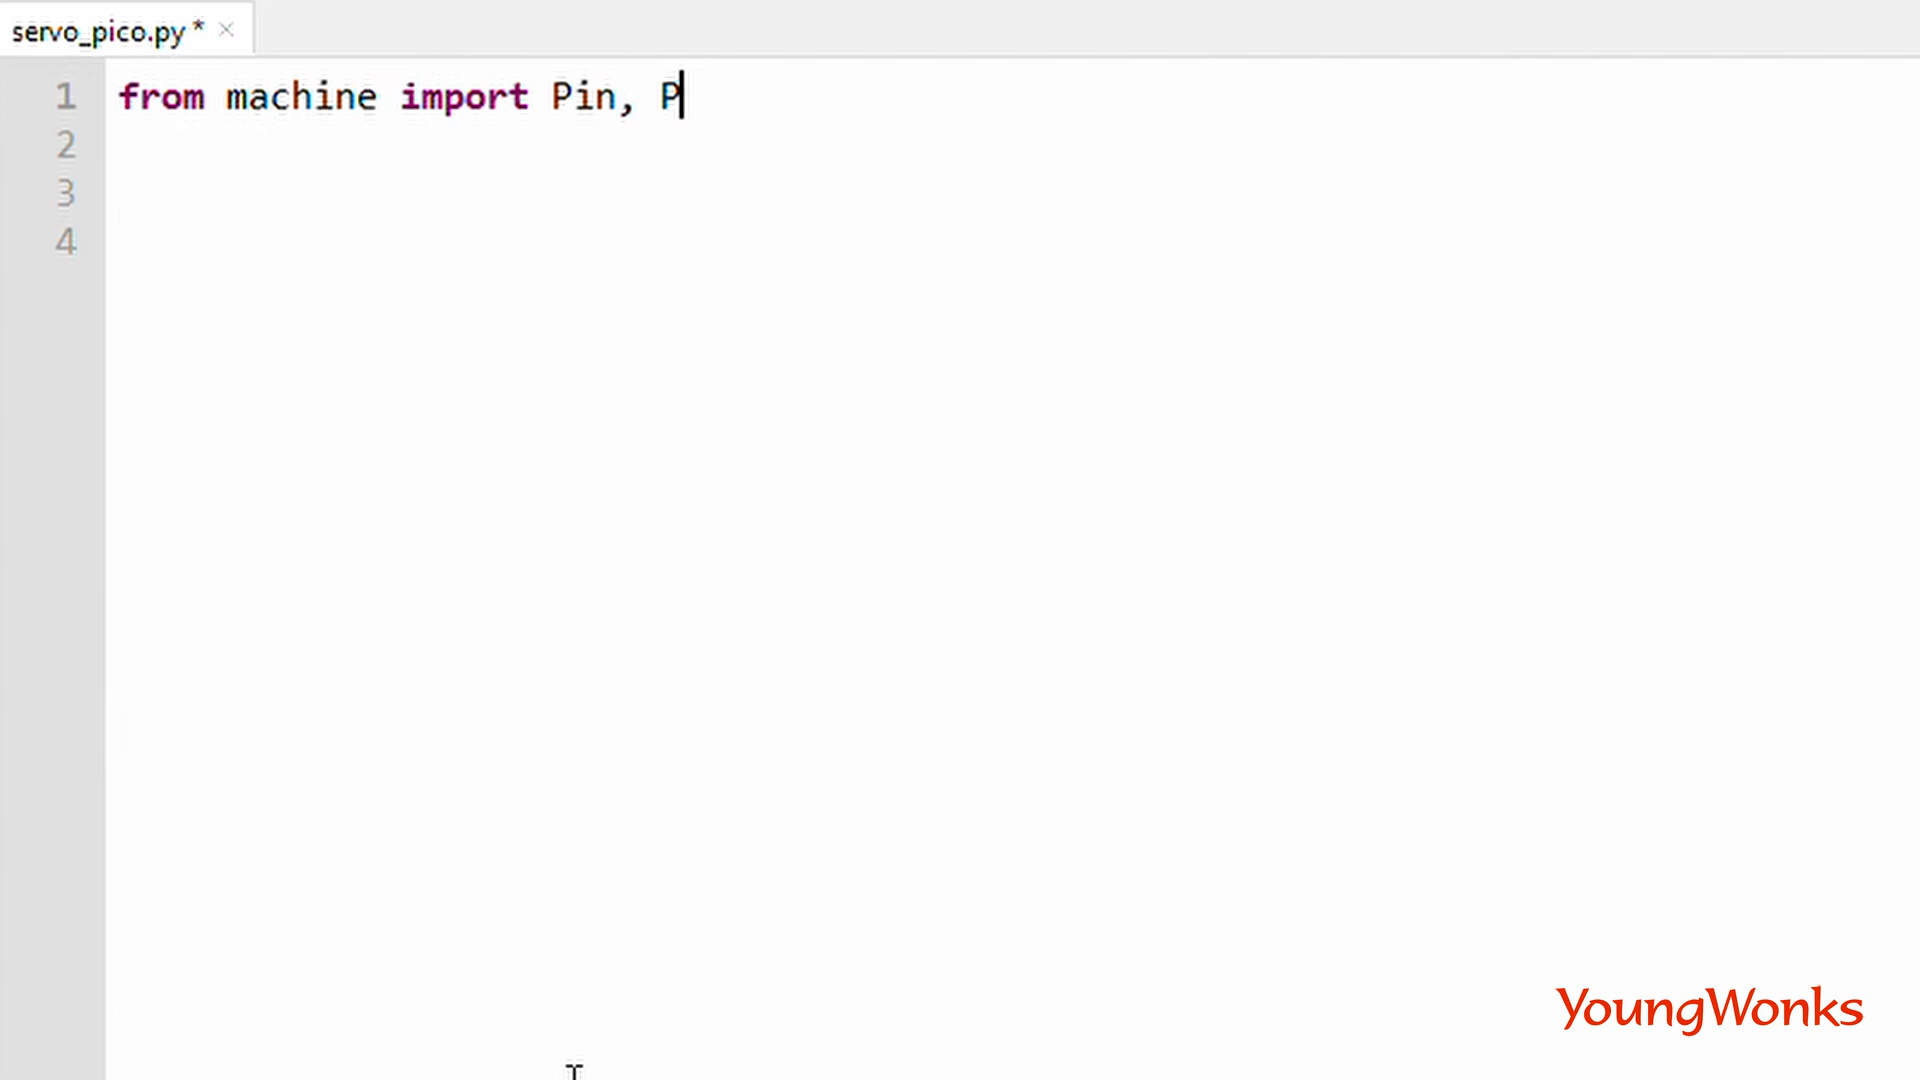 servo_pico.py *
1 from machine import Pin, P
2
3
4
YoungWonks